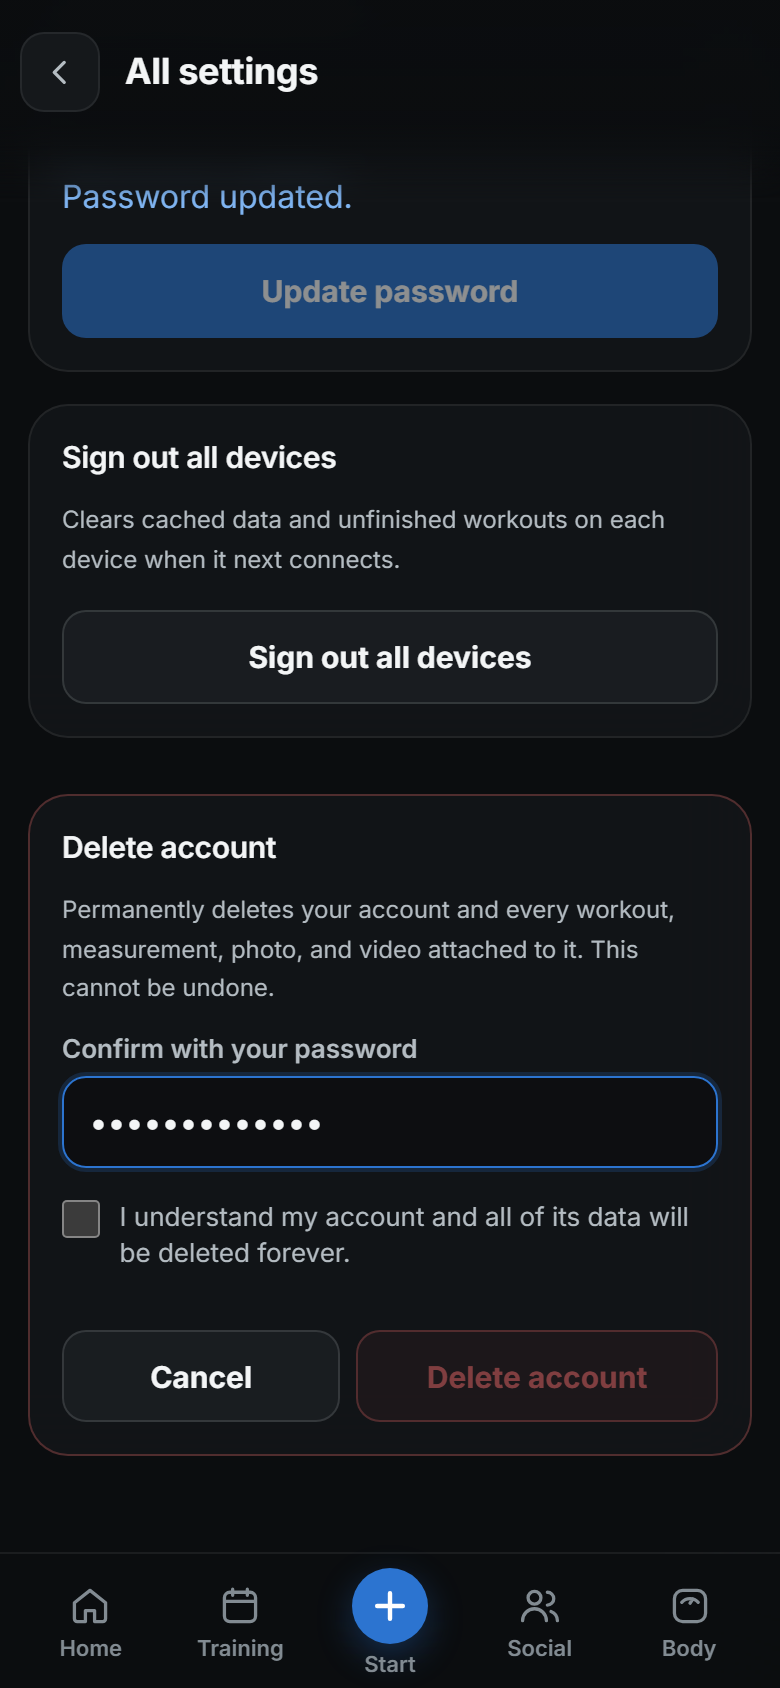 All settings
Password updated.
Update password
Sign out all devices
Clears cached data and unfinished workouts on each
device when it next connects.
Sign out all devices
Delete account
Permanently deletes your account and every workout,
measurement, photo, and video attached to it. This
cannot be undone.
Confirm with your password
•••••••••••••
I understand my account and all of its data will
be deleted forever.
Cancel
Delete account
Home
Training
Start
Social
Body